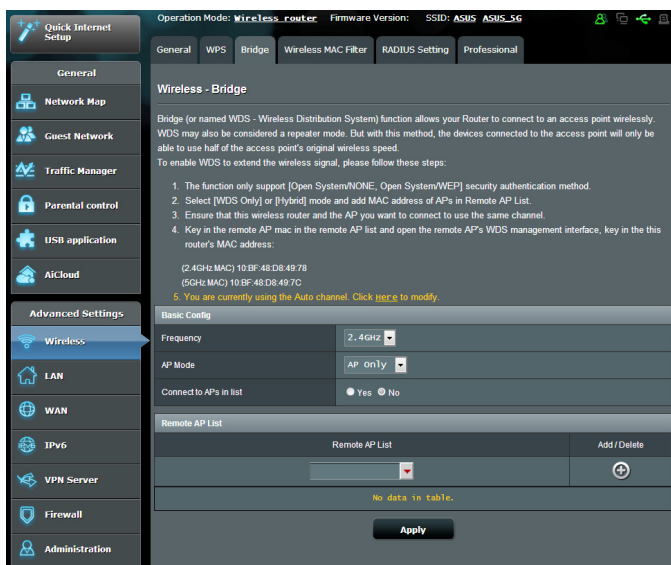 Quick Internet
Setup
Operation Mode: Wireless router Firmware Version: SSID: ASUS ASUS_5G
General WPS Bridge Wireless MAC Filter RADIUS Setting Professional
General
Network Map
Guest Network
Traffic Manager
Parental control
USB application
AiCloud
Advanced Settings
Wireless
LAN
WAN
IPv6
VPN Server
Firewall
Administration
Wireless - Bridge
Bridge (or named WDS - Wireless Distribution System) function allows your Router to connect to an access point wirelessly.
WDS may also be considered a repeater mode. But with this method, the devices connected to the access point will only be
able to use half of the access point's original wireless speed.
To enable WDS to extend the wireless signal, please follow these steps:
1. The function only support [Open System/NONE, Open System/WEP] security authentication method.
2. Select [WDS Only] or [Hybrid] mode and add MAC address of APs in Remote AP List.
3. Ensure that this wireless router and the AP you want to connect to use the same channel.
4. Key in the remote AP mac in the remote AP list and open the remote AP's WDS management interface, key in the this
router's MAC address:
(2.4GHz MAC) 10:BF:48:D8:49:78
(5GHz MAC) 10:BF:48:D8:49:7C
5. You are currently using the Auto channel. Click Here to modify.
Basic Config
Frequency 2.4GHz
AP Mode AP Only
Connect to APs in list Yes No
Remote AP List
Remote AP List Add / Delete
No data in table.
Apply